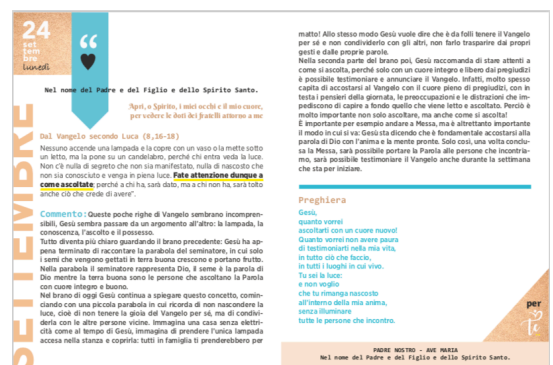 24
set
tem
bre
lunedì
“
SETTEMBRE
Nel nome del Padre e del Figlio e dello Spirito Santo.
Apri, o Spirito, i miei occhi e il mio cuore,
per vedere le doti dei fratelli attorno a me
Dal Vangelo secondo Luca (8,16-18)
Nessuno accende una lampada e la copre con un vaso o la mette sotto
un letto, ma la pone su un candelabro, perché chi entra veda la luce.
Non c'è nulla di segreto che non sia manifestato, nulla di nascosto che
non sia conosciuto e venga in piena luce. Fate attenzione dunque a
come ascoltate; perché a chi ha, sarà dato, ma a chi non ha, sarà tolto
anche ciò che crede di avere".
Commento: Queste poche righe di Vangelo sembrano incompren-
sibili, Gesù sembra passare da un argomento all'altro: la lampada, la
conoscenza, l'ascolto e il possesso.
Tutto diventa più chiaro guardando il brano precedente: Gesù ha ap-
pena terminato di raccontare la parabola del seminatore, in cui solo
i semi che vengono gettati in terra buona crescono e portano frutto.
Nella parabola il seminatore rappresenta Dio, il seme è la parola di
Dio mentre la terra buona sono le persone che ascoltano la Parola
con cuore integro e buono.
Nel brano di oggi Gesù continua a spiegare questo concetto, comin-
ciando con una piccola parabola in cui ricorda di non nascondere la
luce, cioè di non tenere la gioia del Vangelo per sé, ma di condivi-
derla con le altre persone vicine. Immagina una casa senza elettri-
cità come al tempo di Gesù, immagina di prendere l'unica lampada
accesa nella stanza e coprirla: tutti in famiglia ti prenderebbero per
matto! Allo stesso modo Gesù vuole dire che è da folli tenere il Vangelo
per sé e non condividerlo con gli altri, non farlo trasparire dai propri
gesti e dalle proprie parole.
Nella seconda parte del brano poi, Gesù raccomanda di stare attenti a
come si ascolta, perché solo con un cuore integro e libero dai pregiudizi
è possibile testimoniare e annunciare il Vangelo. Infatti, molto spesso
capita di accostarsi al Vangelo con il cuore pieno di pregiudizi, con in
testa i pensieri della giornata, le preoccupazioni e le distrazioni che im-
pediscono di capire a fondo quello che viene letto e ascoltato. Perciò è
molto importante non solo ascoltare, ma anche come si ascolta!
È importante per esempio andare a Messa, ma è altrettanto importante
il modo in cui si va: Gesù sta dicendo che è fondamentale accostarsi alla
parola di Dio con l'anima e la mente pronte. Solo così, una volta conclu-
sa la Messa, sarà possibile portare la Parola alle persone che incontria-
mo, sarà possibile testimoniare il Vangelo anche durante la settimana
che sta per iniziare.
Preghiera
Gesù,
quanto vorrei
ascoltarti con un cuore nuovo!
Quanto vorrei non avere paura
di testimoniarti nella mia vita,
in tutto ciò che faccio,
in tutti i luoghi in cui vivo.
Tu sei la luce:
e non voglio
che tu rimanga nascosto
all'interno della mia anima,
senza illuminare
tutte le persone che incontro.
per
Te
PADRE NOSTRO - AVE MARIA
Nel nome del Padre e del Figlio e dello Spirito Santo.